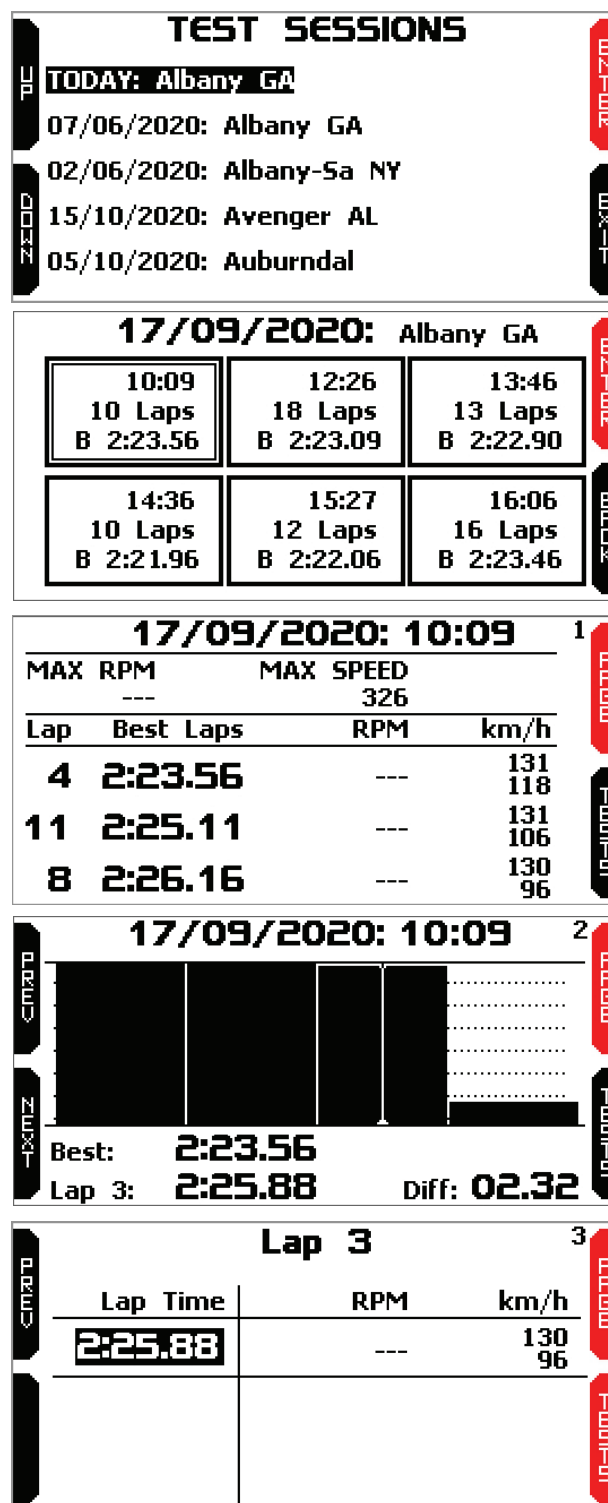 TEST SESSIONS
UP
ENTER
TODAY: Albany GA
07/06/2020: Albany GA
02/06/2020: Albany-Sa NY
DOWN
EXIT
15/10/2020: Avenger AL
05/10/2020: Auburndal
17/09/2020: Albany GA
ENTER
10:09 12:26 13:46
10 Laps 18 Laps 13 Laps
B 2:23.56 B 2:23.09 B 2:22.90
BACK
14:36 15:27 16:06
10 Laps 12 Laps 16 Laps
B 2:21.96 B 2:22.06 B 2:23.46
17/09/2020: 10:09 1
PAGE
MAX RPM MAX SPEED
--- 326
Lap Best Laps RPM km/h
4 2:23.56 --- 131
118
TESTS
11 2:25.11 --- 131
106
8 2:26.16 --- 130
96
17/09/2020: 10:09 2
PREV
PAGE
NEXT
TESTS
Best: 2:23.56
Lap 3: 2:25.88 Diff: 02.32
Lap 3 3
PREV
PAGE
Lap Time RPM km/h
2:25.88 --- 130
96
TESTS